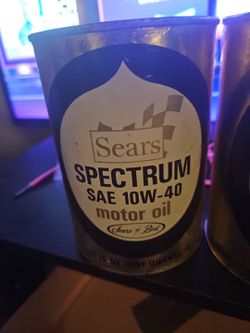 Sears
SPECTRUM
SAE 10W-40
motor oil
Sears Best